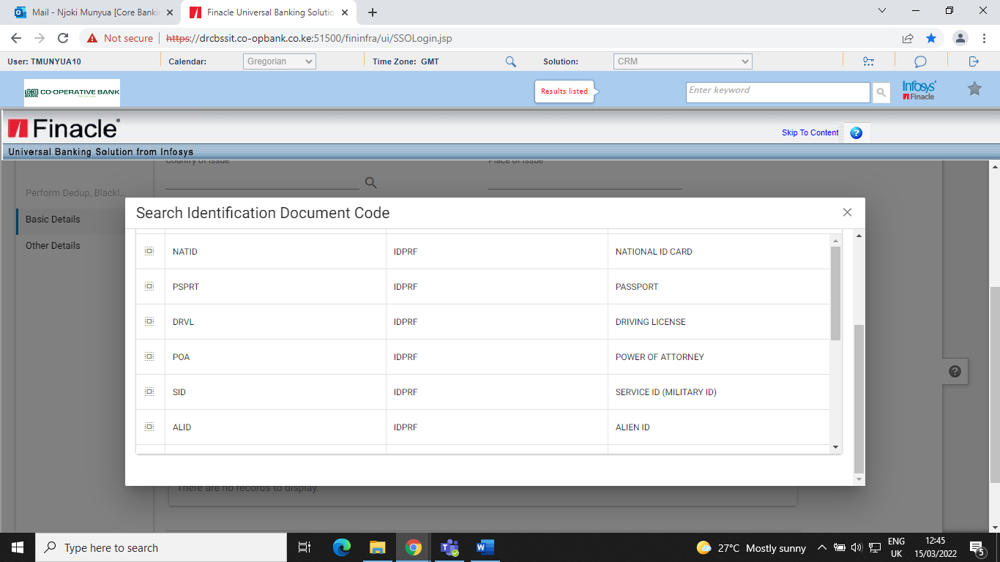 Mail - Njoki Munyua [Core Banki
Finacle Universal Banking Solutio
Not secure
https://drcbssit.co-opbank.co.ke:51500/fininfra/ui/SSOLogin.jsp
User: TMUNYUA10
Calendar:
Gregorian
Time Zone: GMT
Solution:
CRM
CO-OPERATIVE BANK
Results listed
Enter keyword
Infosys
Finacle
Finacle
Skip To Content
Universal Banking Solution from Infosys
Country of Issue
Place of Issue
Perform Dedup, Blackl...
Basic Details
Other Details
Search Identification Document Code
NATID IDPRF NATIONAL ID CARD
PSPRT IDPRF PASSPORT
DRVL IDPRF DRIVING LICENSE
POA IDPRF POWER OF ATTORNEY
SID IDPRF SERVICE ID (MILITARY ID)
ALID IDPRF ALIEN ID
There are no records to display.
Type here to search
27°C Mostly sunny
ENG
UK
12:45
15/03/2022
5